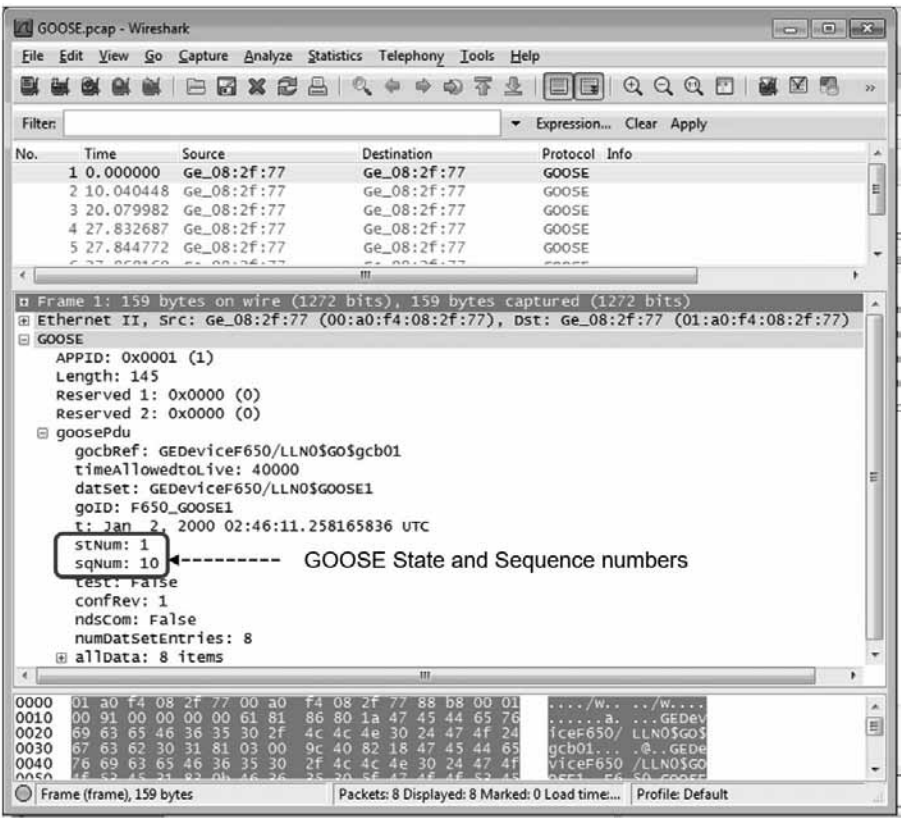 GOOSE.pcap - Wireshark
File Edit View Go Capture Analyze Statistics Telephony Tools Help
Filter: Expression... Clear Apply
No. Time Source Destination Protocol Info
1 0.000000 Ge_08:2f:77 Ge_08:2f:77 GOOSE
2 10.040448 Ge_08:2f:77 Ge_08:2f:77 GOOSE
3 20.079982 Ge_08:2f:77 Ge_08:2f:77 GOOSE
4 27.832687 Ge_08:2f:77 Ge_08:2f:77 GOOSE
5 27.844772 Ge_08:2f:77 Ge_08:2f:77 GOOSE
Frame 1: 159 bytes on wire (1272 bits), 159 bytes captured (1272 bits)
Ethernet II, Src: Ge_08:2f:77 (00:a0:f4:08:2f:77), Dst: Ge_08:2f:77 (01:a0:f4:08:2f:77)
GOOSE
APPID: 0x0001 (1)
Length: 145
Reserved 1: 0x0000 (0)
Reserved 2: 0x0000 (0)
goosePdu
gocbRef: GEDeviceF650/LLN0$GO$gcb01
timeAllowedtoLive: 40000
datSet: GEDeviceF650/LLN0$GOOSE1
goID: F650_GOOSE1
t: Jan 2, 2000 02:46:11.258165836 UTC
stNum: 1
sqNum: 10 GOOSE State and Sequence numbers
test: False
confRev: 1
ndsCom: False
numDatSetEntries: 8
allData: 8 items
0000 01 a0 f4 08 2f 77 00 a0 f4 08 2f 77 88 b8 00 01 ..../w.. ../w....
0010 00 91 00 00 00 00 61 81 86 80 1a 47 45 44 65 76 ......a. ...GEDev
0020 69 63 65 46 36 35 30 2f 4c 4c 4e 30 24 47 4f 24 iceF650/ LLN0$GO$
0030 67 63 62 30 31 81 03 00 9c 40 82 18 47 45 44 65 gcb01... .@..GEDe
0040 76 69 63 65 46 36 35 30 2f 4c 4c 4e 30 24 47 4f viceF650 /LLN0$GO
Frame (frame), 159 bytes Packets: 8 Displayed: 8 Marked: 0 Load time:... Profile: Default